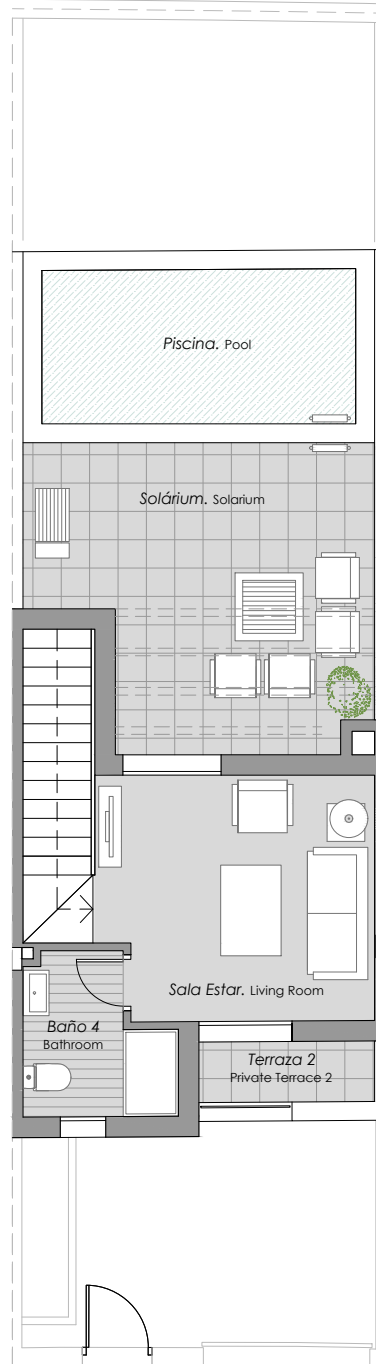 Piscina. Pool
Solárium. Solarium
Sala Estar. Living Room
Baño 4
Bathroom
Terraza 2
Private Terrace 2